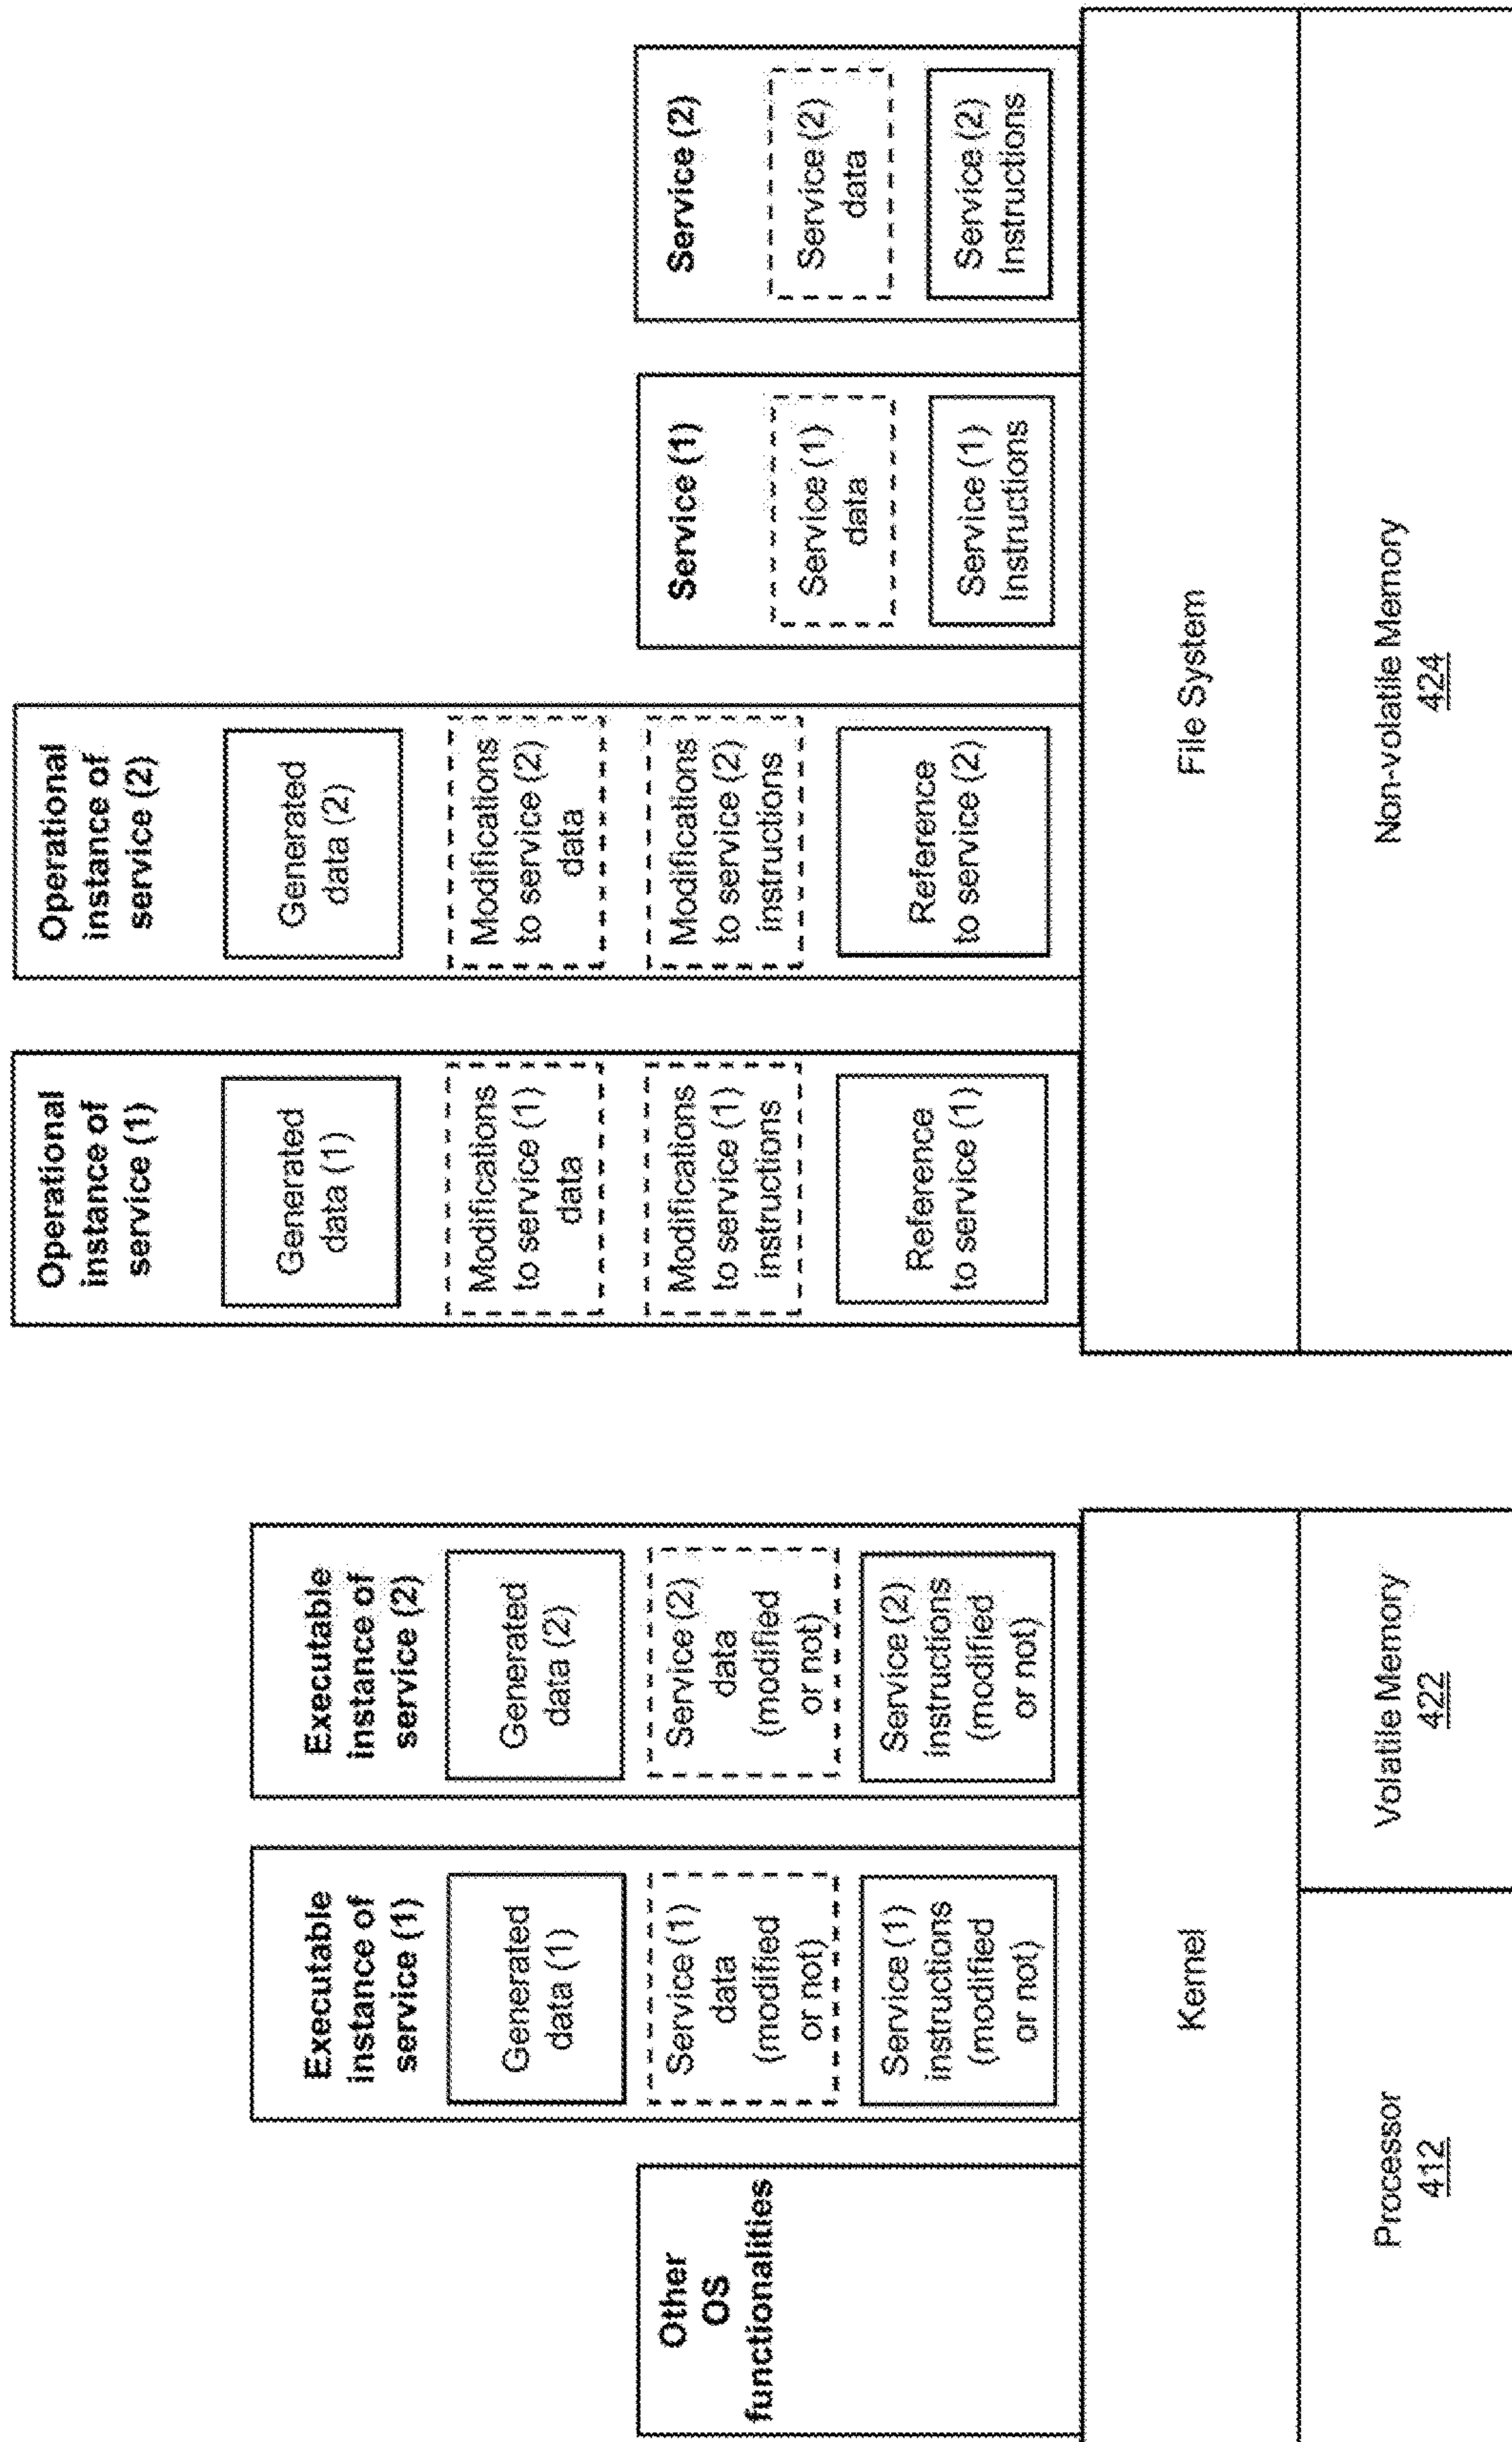 Other
OS
functionalities
Executable
instance of
service (1)
Generated
data (1)
Service (1)
data
(modified
or not)
Service (1)
instructions
(modified
or not)
Executable
instance of
service (2)
Generated
data (2)
Service (2)
data
(modified
or not)
Service (2)
instructions
(modified
or not)
Kernel
Processor
412
Volatile Memory
422
Operational
instance of
service (1)
Generated
data (1)
Modifications
to service (1)
data
Modifications
to service (1)
instructions
Reference
to service (1)
Operational
instance of
service (2)
Generated
data (2)
Modifications
to service (2)
data
Modifications
to service (2)
instructions
Reference
to service (2)
Service (1)
Service (1)
data
Service (1)
Instructions
Service (2)
Service (2)
data
Service (2)
Instructions
File System
Non-volatile Memory
424